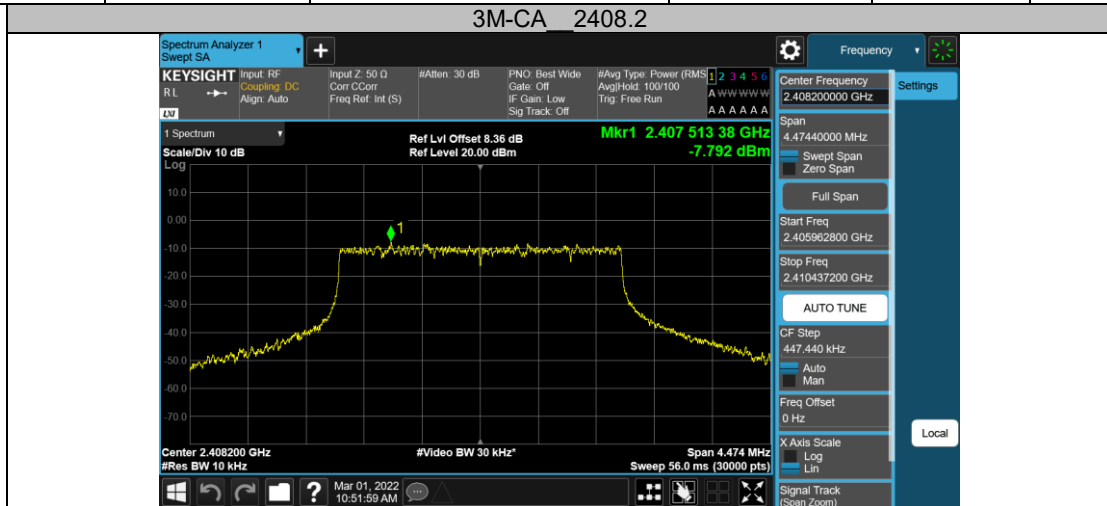 3M-CA__2408.2
Spectrum Analyzer 1
Swept SA
+
Frequency
KEYSIGHT
R L
LXI
Input: RF
Coupling: DC
Align: Auto
Input Z: 50 Ω
Corr CCorr
Freq Ref: Int (S)
#Atten: 30 dB
PNO: Best Wide
Gate: Off
IF Gain: Low
Sig Track: Off
#Avg Type: Power (RMS
Avg|Hold: 100/100
Trig: Free Run
1 2 3 4 5 6
A W W W W W
A A A A A A
1 Spectrum
Scale/Div 10 dB
Log
Ref Lvl Offset 8.36 dB
Ref Level 20.00 dBm
Mkr1 2.407 513 38 GHz
-7.792 dBm
10.0
0.00
-10.0
-20.0
-30.0
-40.0
-50.0
-60.0
-70.0
1
Center 2.408200 GHz
#Res BW 10 kHz
#Video BW 30 kHz*
Span 4.474 MHz
Sweep 56.0 ms (30000 pts)
?
Mar 01, 2022
10:51:59 AM
Center Frequency
2.408200000 GHz
Span
4.47440000 MHz
Swept Span
Zero Span
Full Span
Start Freq
2.405962800 GHz
Stop Freq
2.410437200 GHz
AUTO TUNE
CF Step
447.440 kHz
Auto
Man
Freq Offset
0 Hz
X Axis Scale
Log
Lin
Signal Track
(Span Zoom)
Settings
Local